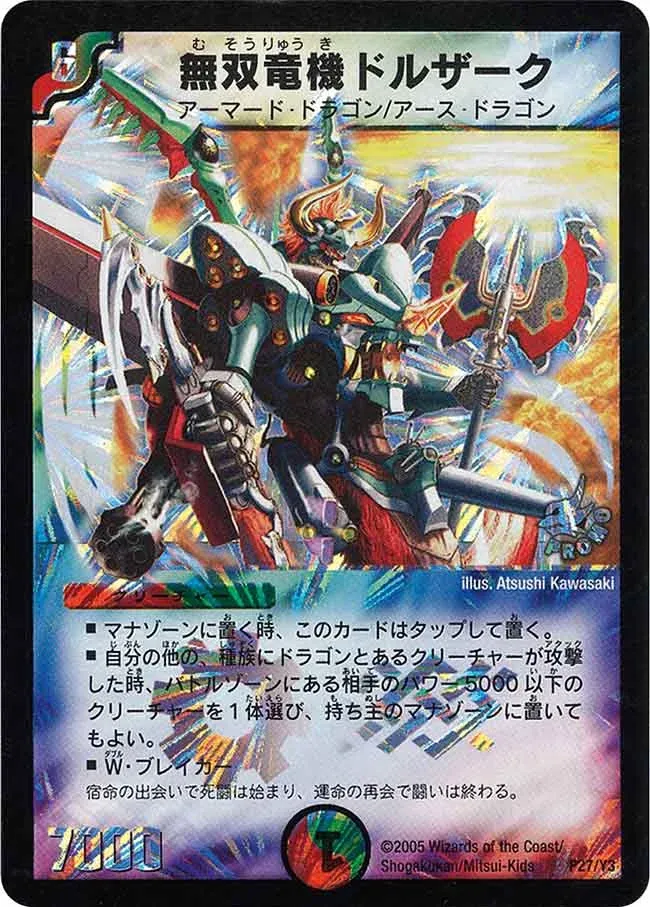 む そうりゅう き
無双竜機ドルザーク
アーマード・ドラゴン/アース・ドラゴン
PROMO
illus. Atsushi Kawasaki
クリーチャー
■ マナゾーンに置く時、このカードはタップして置く。
■ 自分の他の、種族にドラゴンとあるクリーチャーが攻撃
した時、バトルゾーンにある相手のパワー5000以下の
クリーチャーを1体選び、持ち主のマナゾーンに置いて
もよい。
■ W・ブレイカー
宿命の出会いで死闘は始まり、運命の再会で闘いは終わる。
7000
1
©2005 Wizards of the Coast/
Shogakukan/Mitsui-Kids
P27/Y3